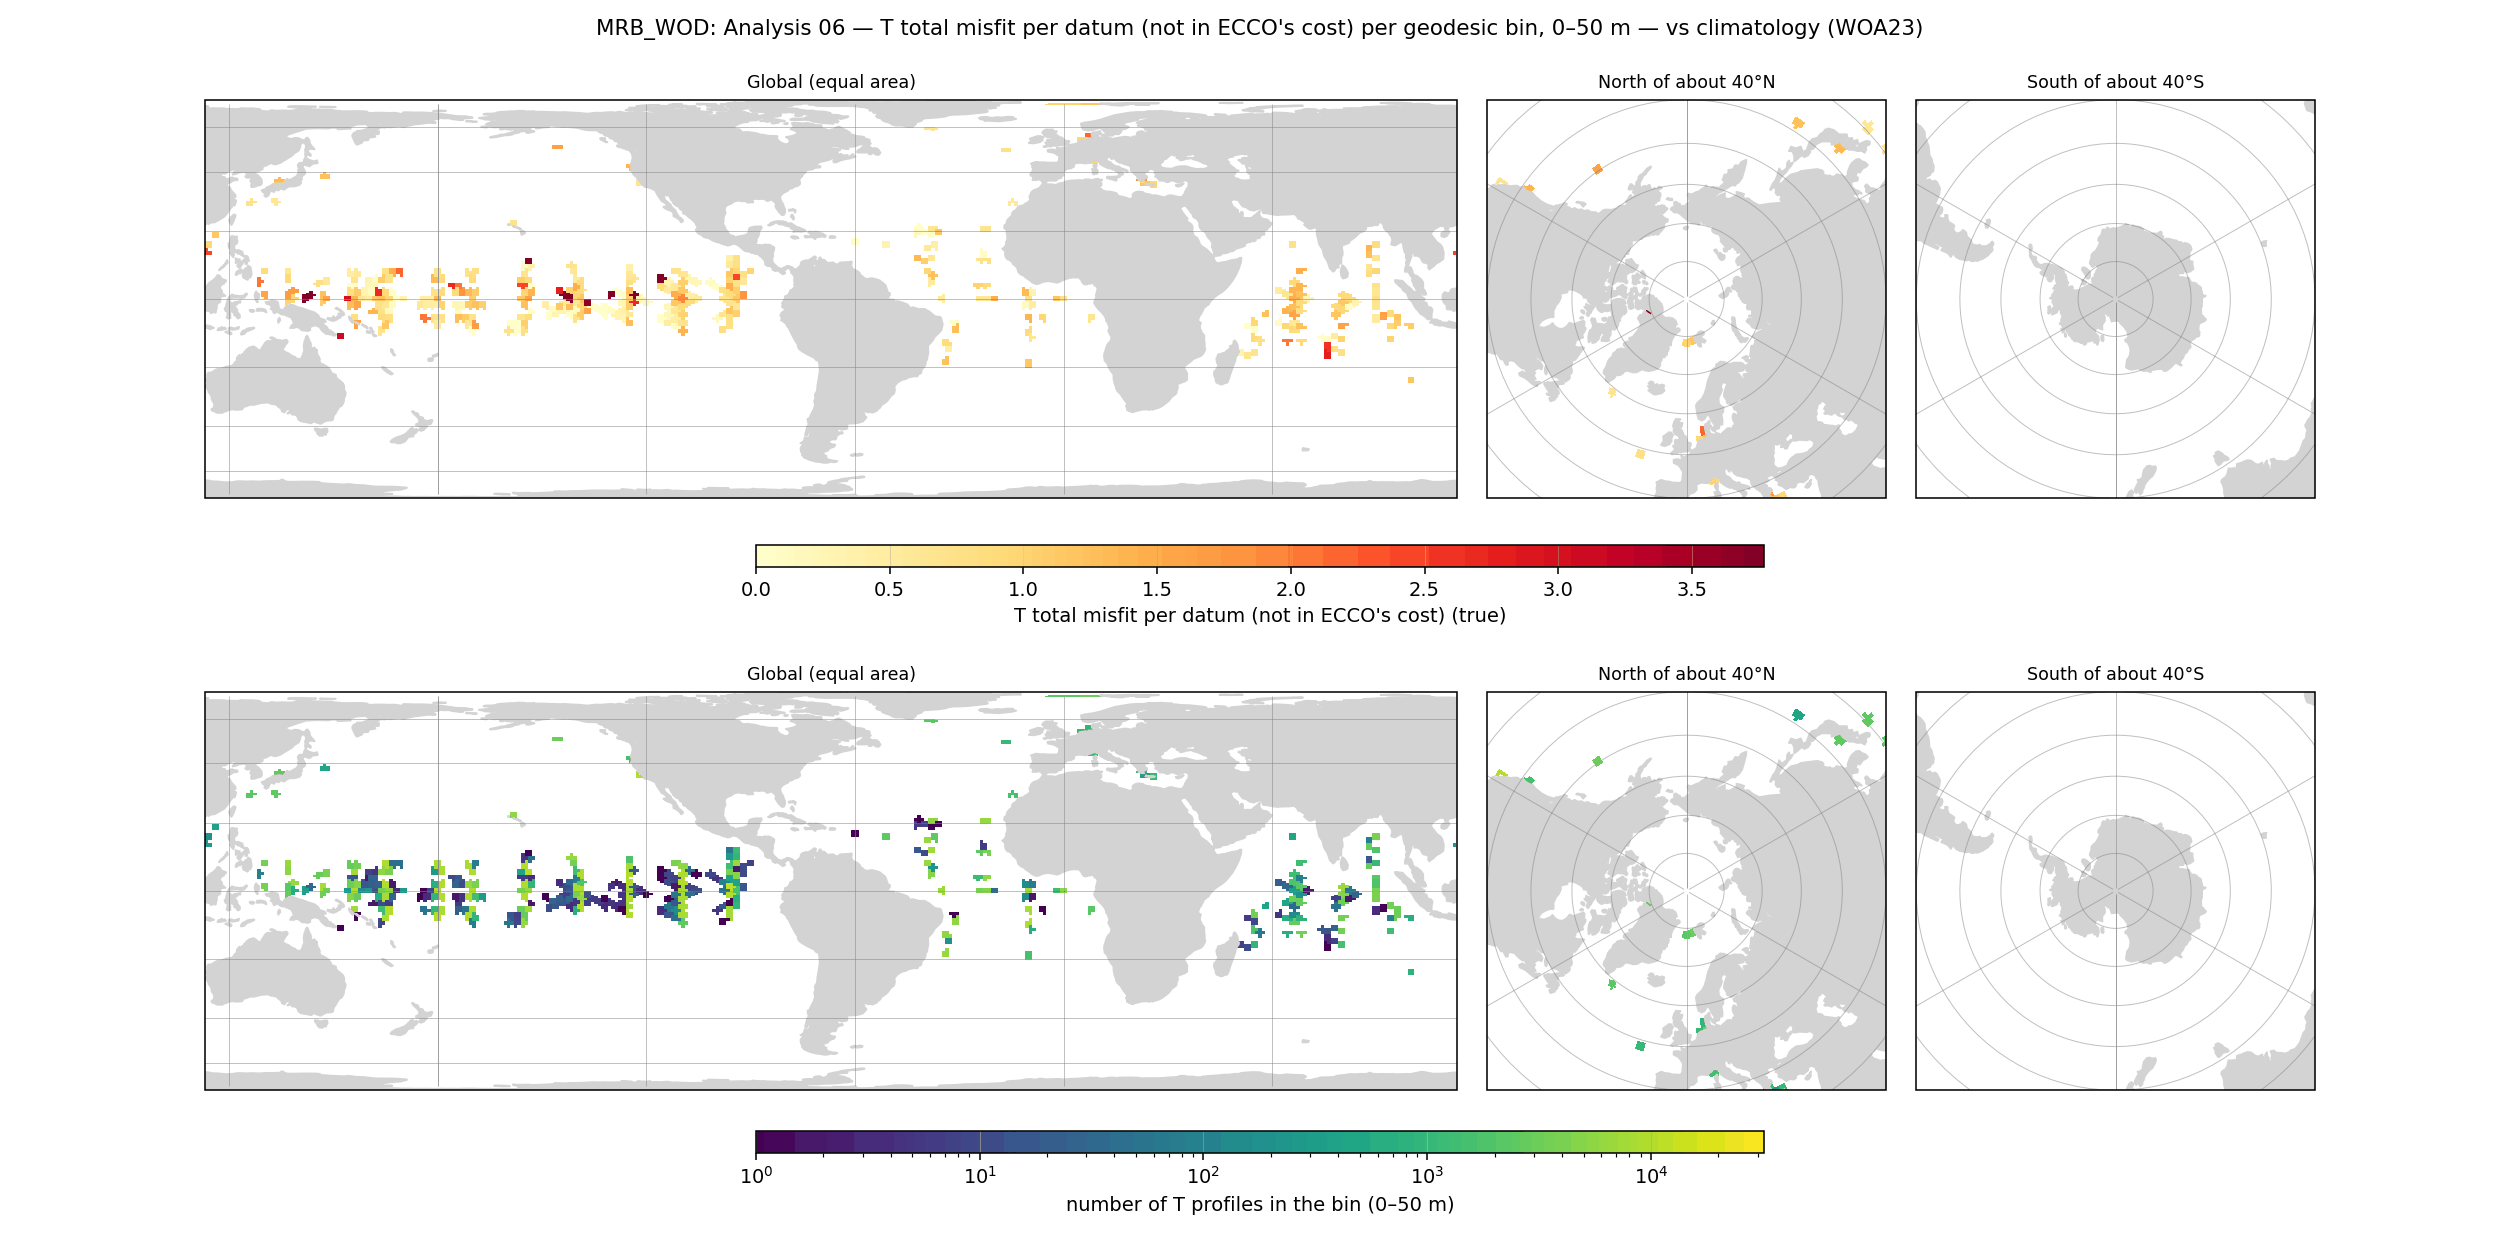 MRB_WOD: Analysis 06 — T total misfit per datum (not in ECCO's cost) per geodesic bin, 0–50 m — vs climatology (WOA23)
Global (equal area)
North of about 40°N
South of about 40°S
0.0 0.5 1.0 1.5 2.0 2.5 3.0 3.5
T total misfit per datum (not in ECCO's cost) (true)
Global (equal area)
North of about 40°N
South of about 40°S
10⁰ 10¹ 10² 10³ 10⁴
number of T profiles in the bin (0–50 m)